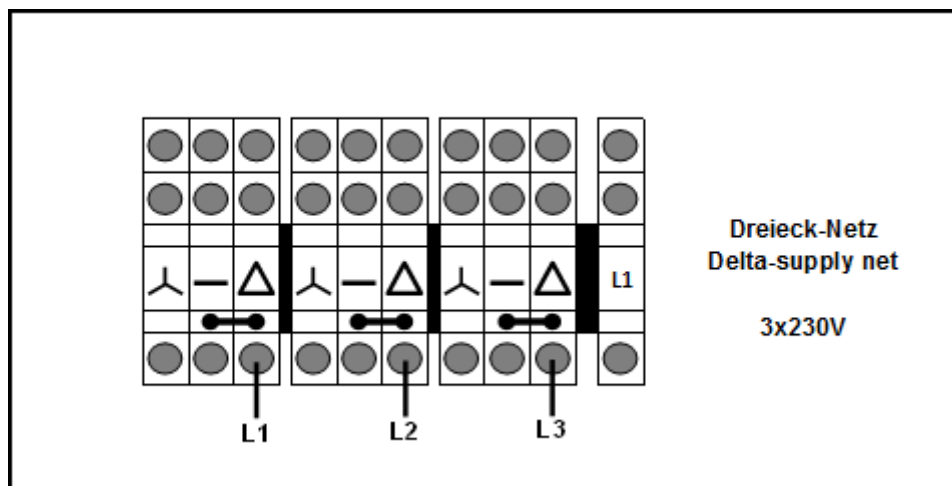 L1
Dreieck-Netz
Delta-supply net
3x230V
L1
L2
L3